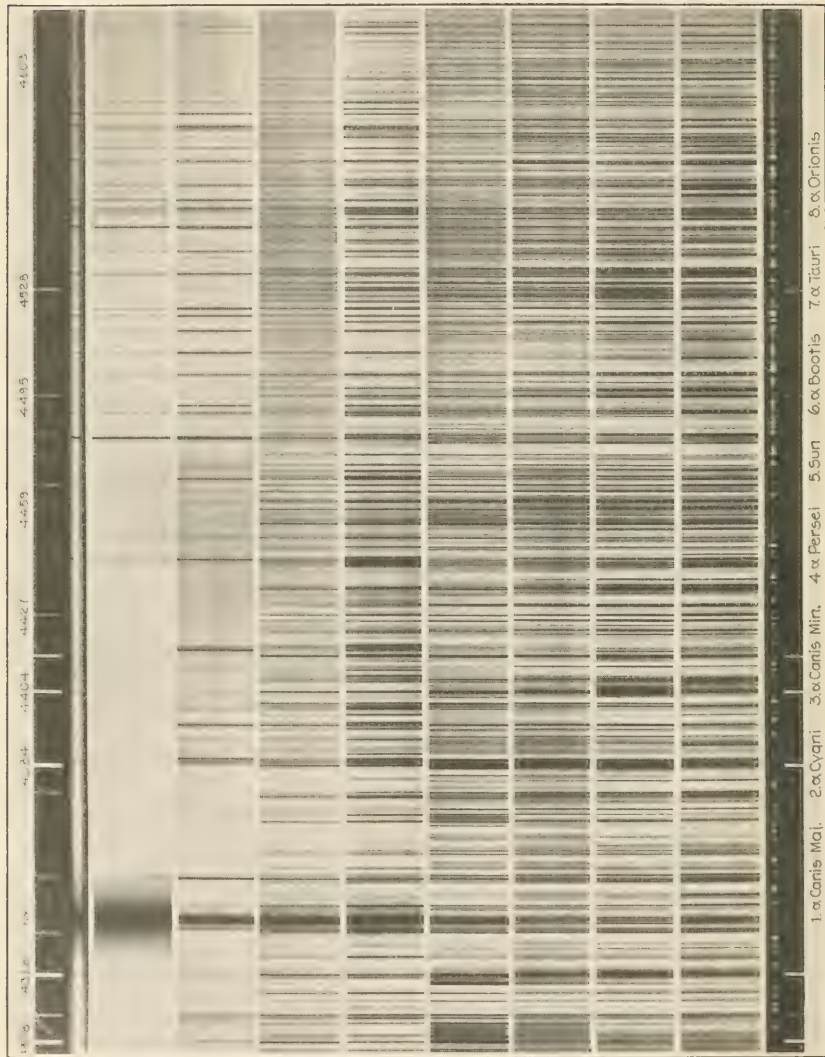 4404 4427 4459 4495 4528 4603
1. α Canis Maj. 2. α Cygni 3. α Canis Min. 4 α Persei 5. Sun 6. α Bootis 7. α Tauri 8. α Orionis